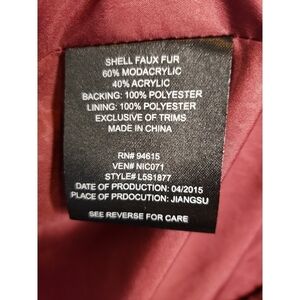 SHELL FAUX FUR
60% MODACRYLIC
40% ACRYLIC
BACKING: 100% POLYESTER
LINING: 100% POLYESTER
EXCLUSIVE OF TRIMS
MADE IN CHINA
RN# 94615
VEN# NIC071
STYLE# L5S1877
DATE OF PRODUCTION: 04/2015
PLACE OF PRDOCUTION: JIANGSU
SEE REVERSE FOR CARE